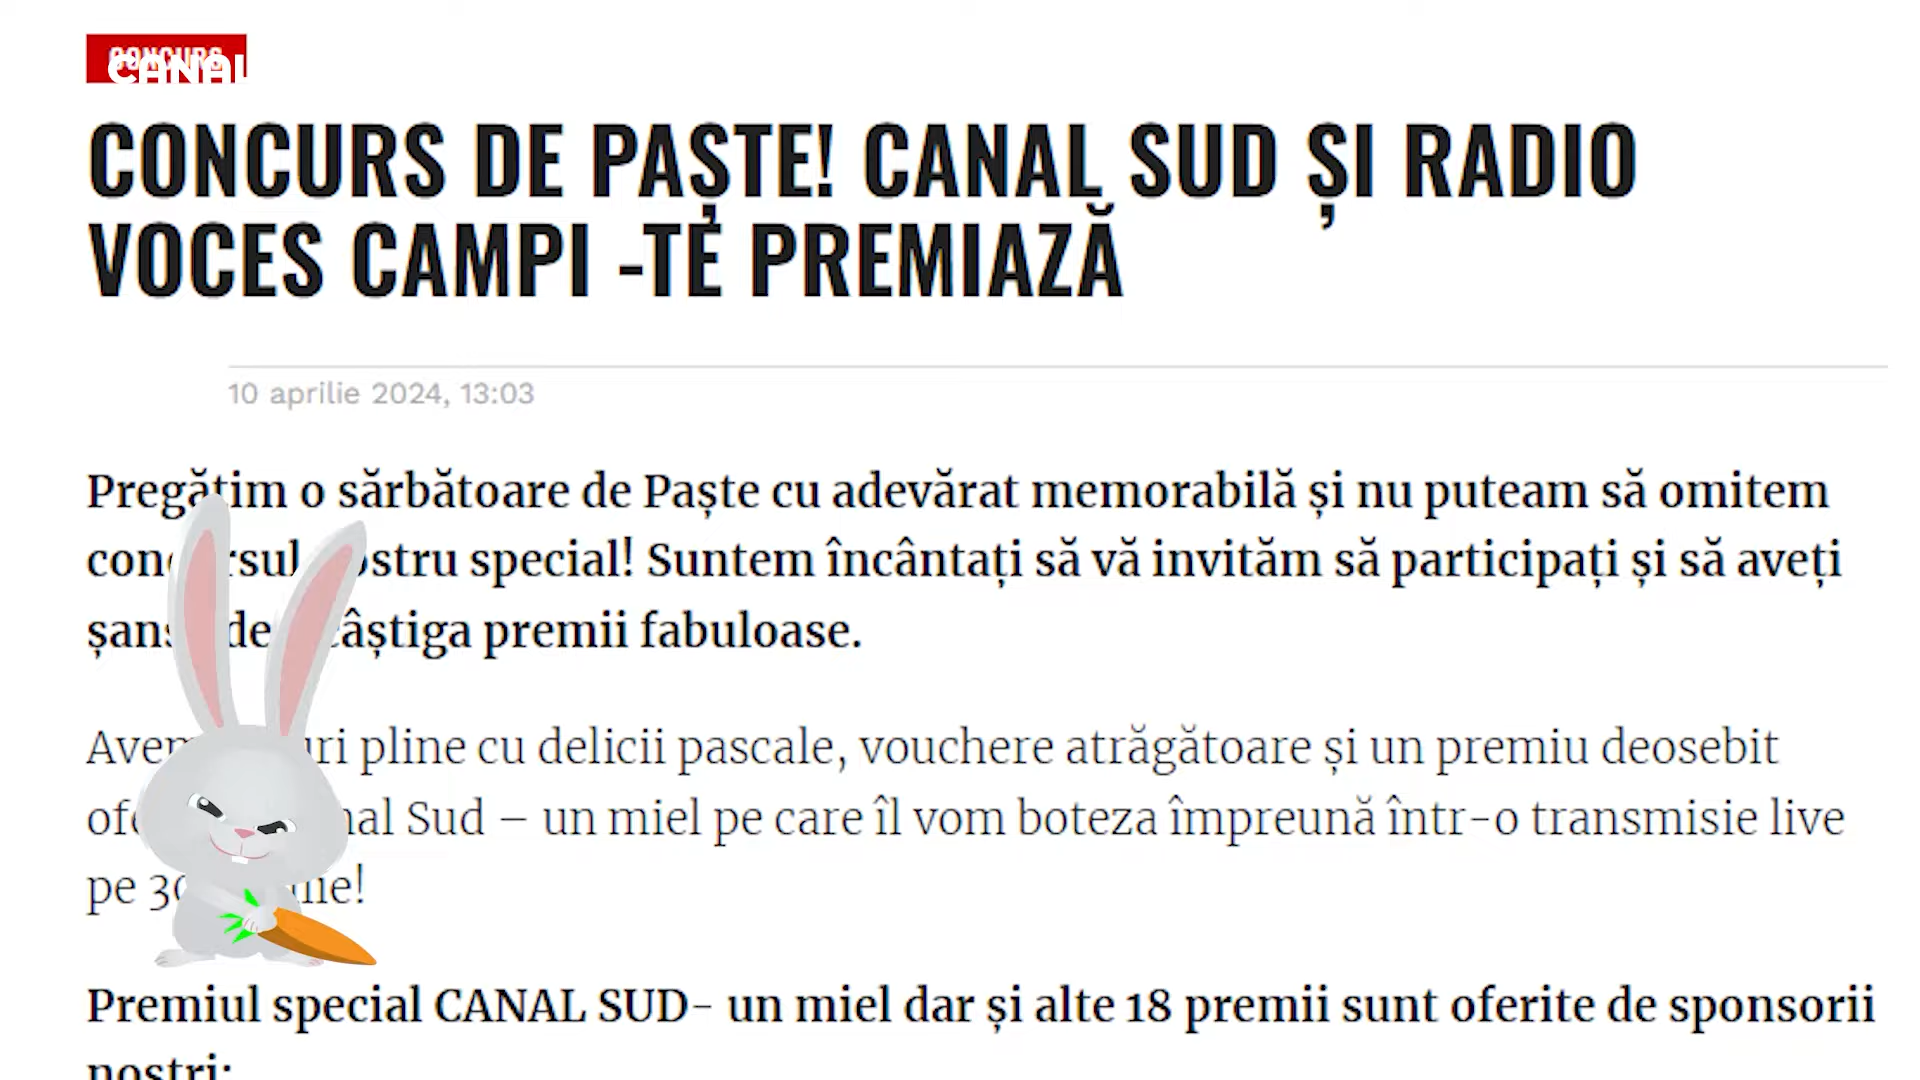 CONCURS
CANAL
CONCURS DE PAȘTE! CANAL SUD ȘI RADIO
VOCES CAMPI -TE PREMIAZĂ
10 aprilie 2024, 13:03
Pregătim o sărbătoare de Paște cu adevărat memorabilă și nu puteam să omitem
special! Suntem încântați să vă invităm să participați și să aveți
de premii fabuloase.
pline cu delicii pascale, vouchere atrăgătoare și un premiu deosebit
Sud – un miel pe care îl vom boteza împreună într-o transmisie live
pe
Premiul special CANAL SUD- un miel dar și alte 18 premii sunt oferite de sponsorii
noștri: